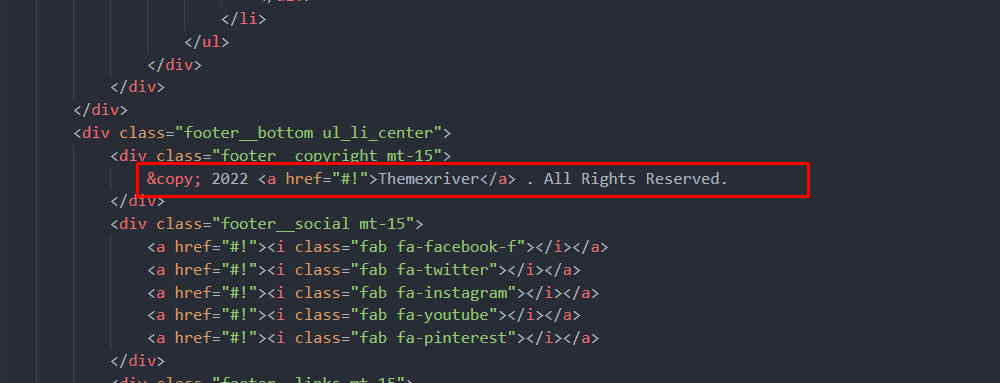 </div>
</li>
</ul>
</div>
</div>
</div>
<div class="footer__bottom ul_li_center">
<div class="footer__copyright mt-15">
&copy; 2022 <a href="#!">Themexriver</a> . All Rights Reserved.
</div>
<div class="footer__social mt-15">
<a href="#!"><i class="fab fa-facebook-f"></i></a>
<a href="#!"><i class="fab fa-twitter"></i></a>
<a href="#!"><i class="fab fa-instagram"></i></a>
<a href="#!"><i class="fab fa-youtube"></i></a>
<a href="#!"><i class="fab fa-pinterest"></i></a>
</div>
<div class="footer__links mt-15">